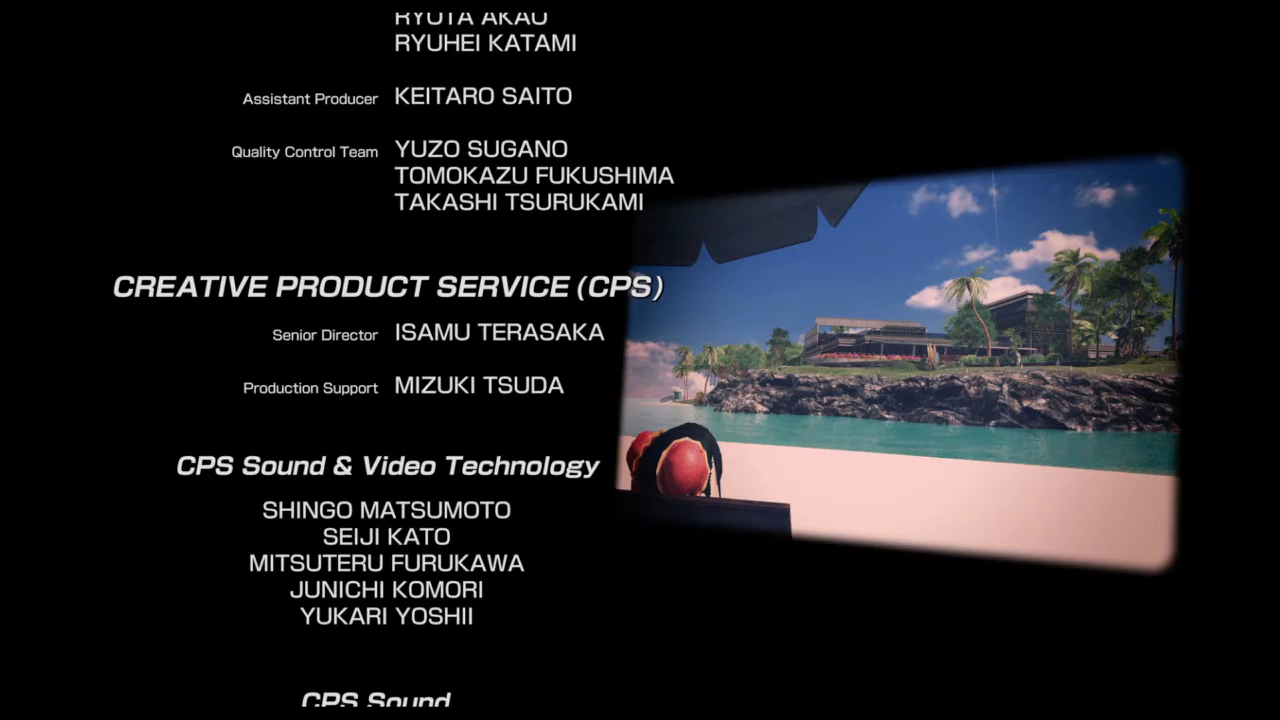 RYUTA AKAU
RYUHEI KATAMI
Assistant Producer KEITARO SAITO
Quality Control Team YUZO SUGANO
TOMOKAZU FUKUSHIMA
TAKASHI TSURUKAMI
CREATIVE PRODUCT SERVICE (CPS)
Senior Director ISAMU TERASAKA
Production Support MIZUKI TSUDA
CPS Sound & Video Technology
SHINGO MATSUMOTO
SEIJI KATO
MITSUTERU FURUKAWA
JUNICHI KOMORI
YUKARI YOSHII
CPS Sound